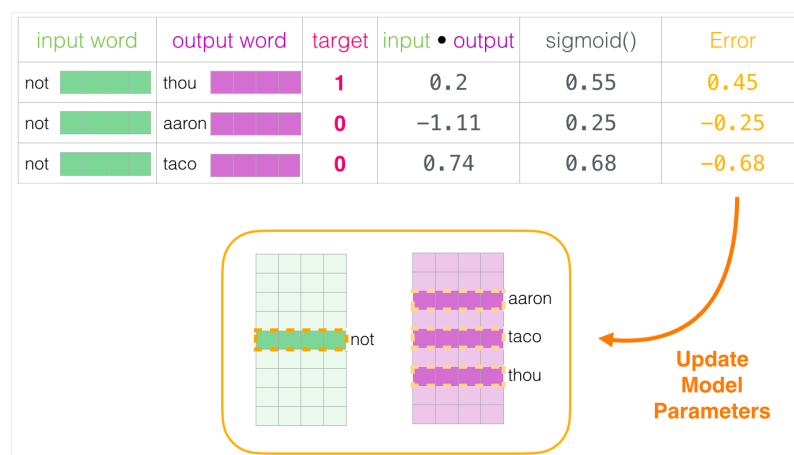 input word output word target input • output sigmoid() Error
not thou 1 0.2 0.55 0.45
not aaron 0 -1.11 0.25 -0.25
not taco 0 0.74 0.68 -0.68
aaron
not taco
thou
Update
Model
Parameters